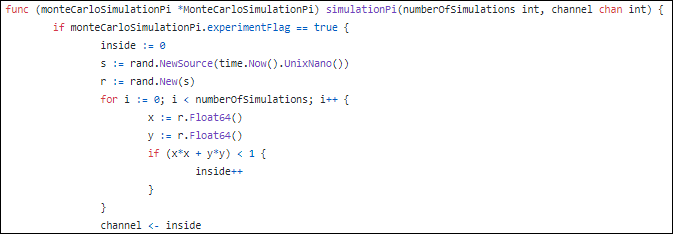 func (monteCarloSimulationPi *MonteCarloSimulationPi) simulationPi(numberOfSimulations int, channel chan int) {
if monteCarloSimulationPi.experimentFlag == true {
inside := 0
s := rand.NewSource(time.Now().UnixNano())
r := rand.New(s)
for i := 0; i < numberOfSimulations; i++ {
x := r.Float64()
y := r.Float64()
if (x*x + y*y) < 1 {
inside++
}
}
channel <- inside